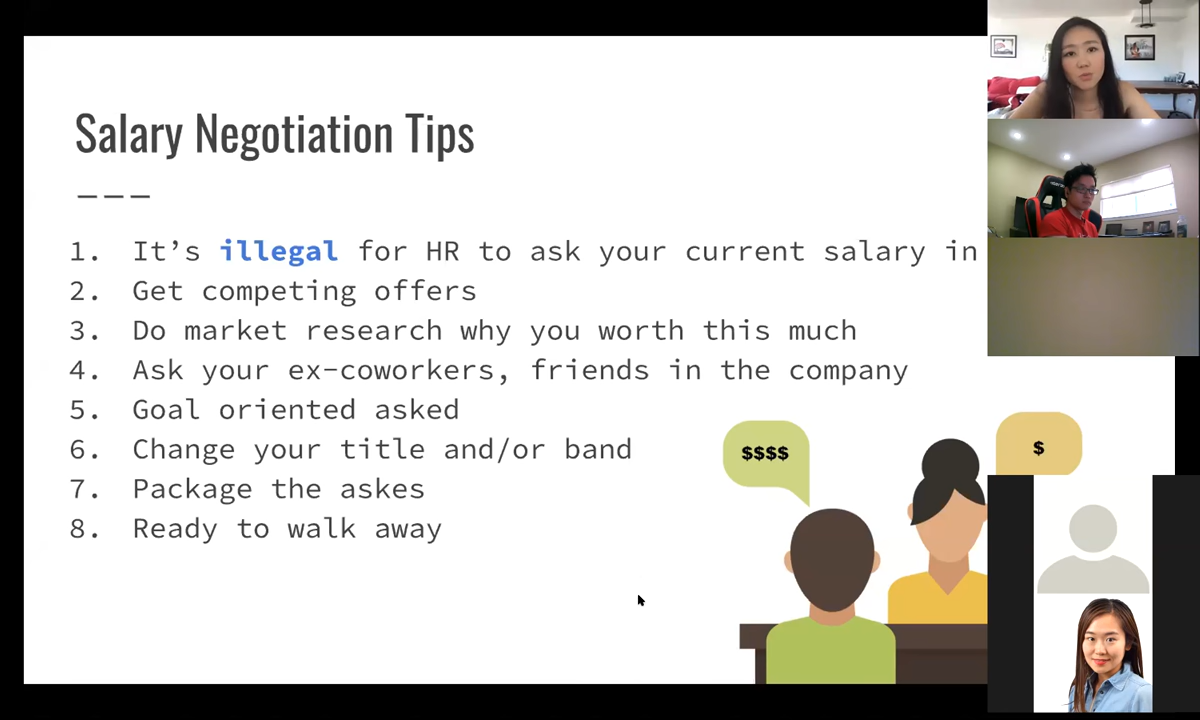 Salary Negotiation Tips
---
1. It's illegal for HR to ask your current salary in
2. Get competing offers
3. Do market research why you worth this much
4. Ask your ex-coworkers, friends in the company
5. Goal oriented asked
6. Change your title and/or band
7. Package the askes
8. Ready to walk away
$$$$
$